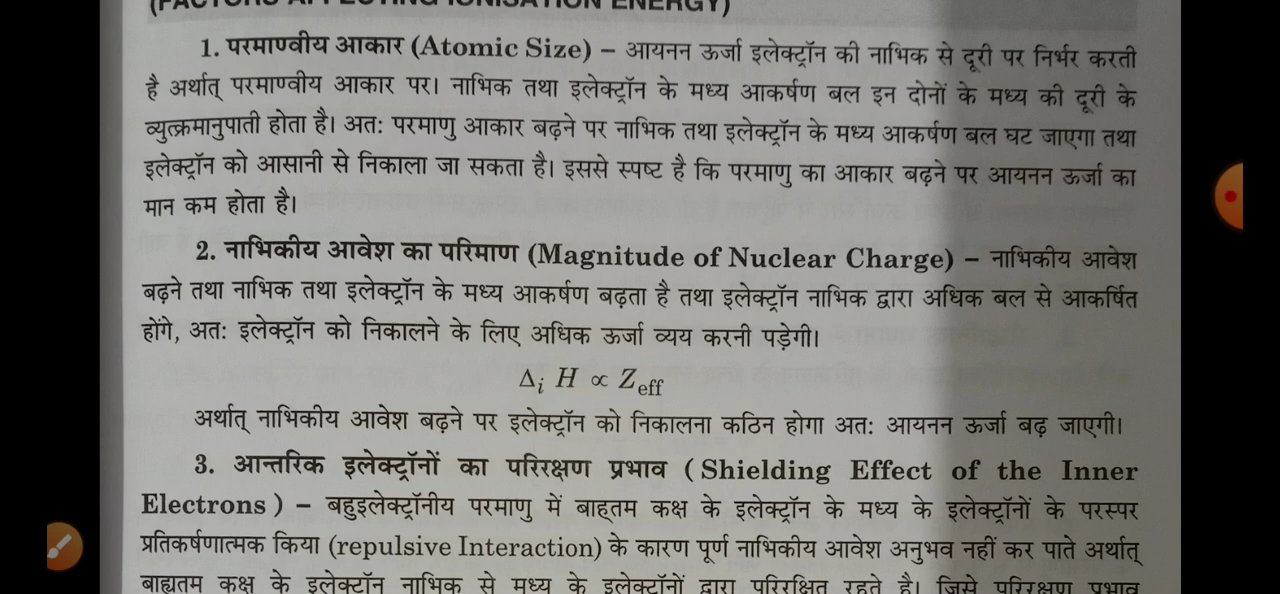 (FACTORS AFFECTING IONISATION ENERGY)
1. परमाण्वीय आकार (Atomic Size) – आयनन ऊर्जा इलेक्ट्रॉन की नाभिक से दूरी पर निर्भर करती
है अर्थात् परमाण्वीय आकार पर। नाभिक तथा इलेक्ट्रॉन के मध्य आकर्षण बल इन दोनों के मध्य की दूरी के
व्युत्क्रमानुपाती होता है। अत: परमाणु आकार बढ़ने पर नाभिक तथा इलेक्ट्रॉन के मध्य आकर्षण बल घट जाएगा तथा
इलेक्ट्रॉन को आसानी से निकाला जा सकता है। इससे स्पष्ट है कि परमाणु का आकार बढ़ने पर आयनन ऊर्जा का
मान कम होता है।
2. नाभिकीय आवेश का परिमाण (Magnitude of Nuclear Charge) – नाभिकीय आवेश
बढ़ने तथा नाभिक तथा इलेक्ट्रॉन के मध्य आकर्षण बढ़ता है तथा इलेक्ट्रॉन नाभिक द्वारा अधिक बल से आकर्षित
होंगे, अत: इलेक्ट्रॉन को निकालने के लिए अधिक ऊर्जा व्यय करनी पड़ेगी।
Δi H ∝ Zeff
अर्थात् नाभिकीय आवेश बढ़ने पर इलेक्ट्रॉन को निकालना कठिन होगा अत: आयनन ऊर्जा बढ़ जाएगी।
3. आन्तरिक इलेक्ट्रॉनों का परिरक्षण प्रभाव (Shielding Effect of the Inner
Electrons) – बहुइलेक्ट्रॉनीय परमाणु में बाह्तम कक्ष के इलेक्ट्रॉन के मध्य के इलेक्ट्रॉनों के परस्पर
प्रतिकर्षणात्मक किया (repulsive Interaction) के कारण पूर्ण नाभिकीय आवेश अनुभव नहीं कर पाते अर्थात्
बाह्यतम कक्ष के इलेक्टॉन नाभिक से मध्य के इलेक्टॉनों द्वारा परिरक्षित रहते है। जिसे परिरक्षण प्रभाव